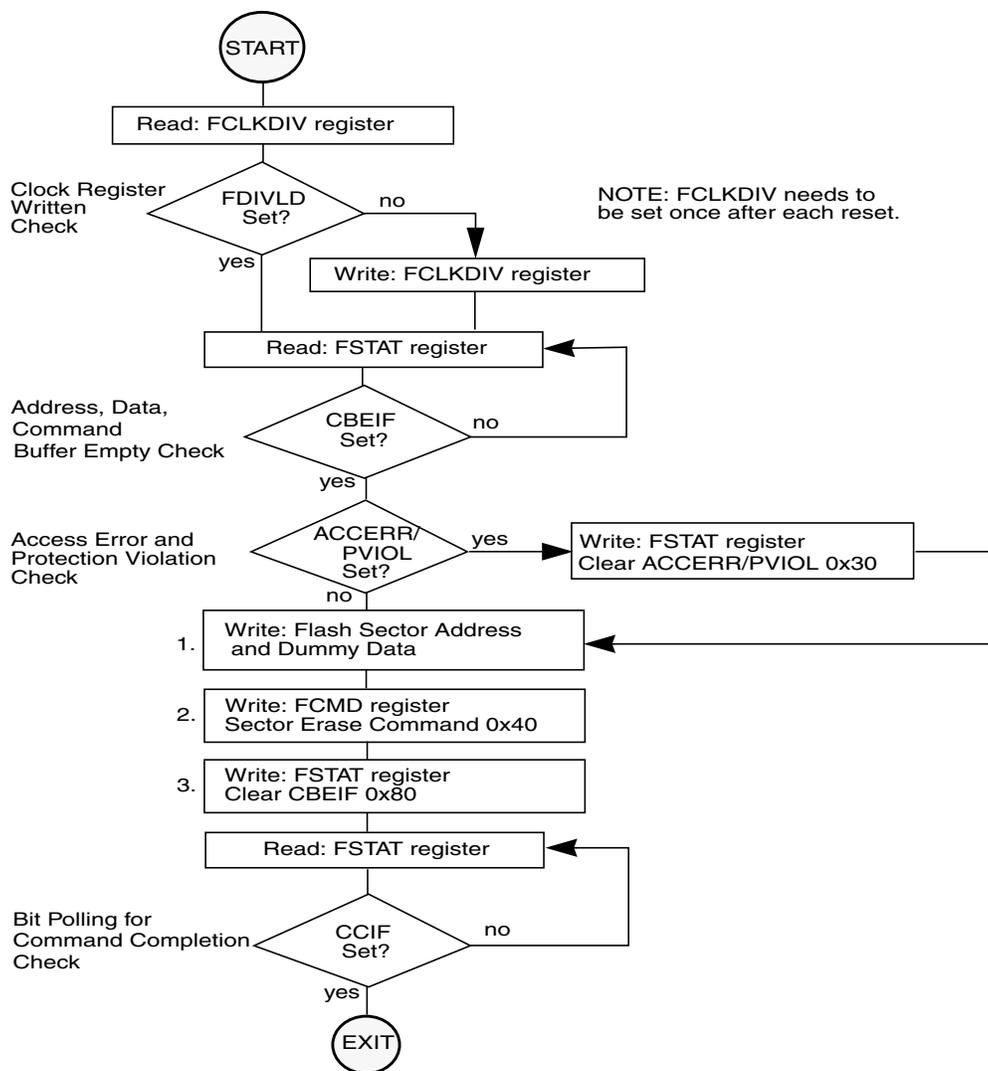 START
Read: FCLKDIV register
Clock Register
Written
Check
FDIVLD
Set?
no
NOTE: FCLKDIV needs to
be set once after each reset.
yes
Write: FCLKDIV register
Read: FSTAT register
Address, Data,
Command
Buffer Empty Check
CBEIF
Set?
no
yes
Access Error and
Protection Violation
Check
ACCERR/
PVIOL
Set?
yes
Write: FSTAT register
Clear ACCERR/PVIOL 0x30
no
1. Write: Flash Sector Address
and Dummy Data
2. Write: FCMD register
Sector Erase Command 0x40
3. Write: FSTAT register
Clear CBEIF 0x80
Read: FSTAT register
Bit Polling for
Command Completion
Check
CCIF
Set?
no
yes
EXIT